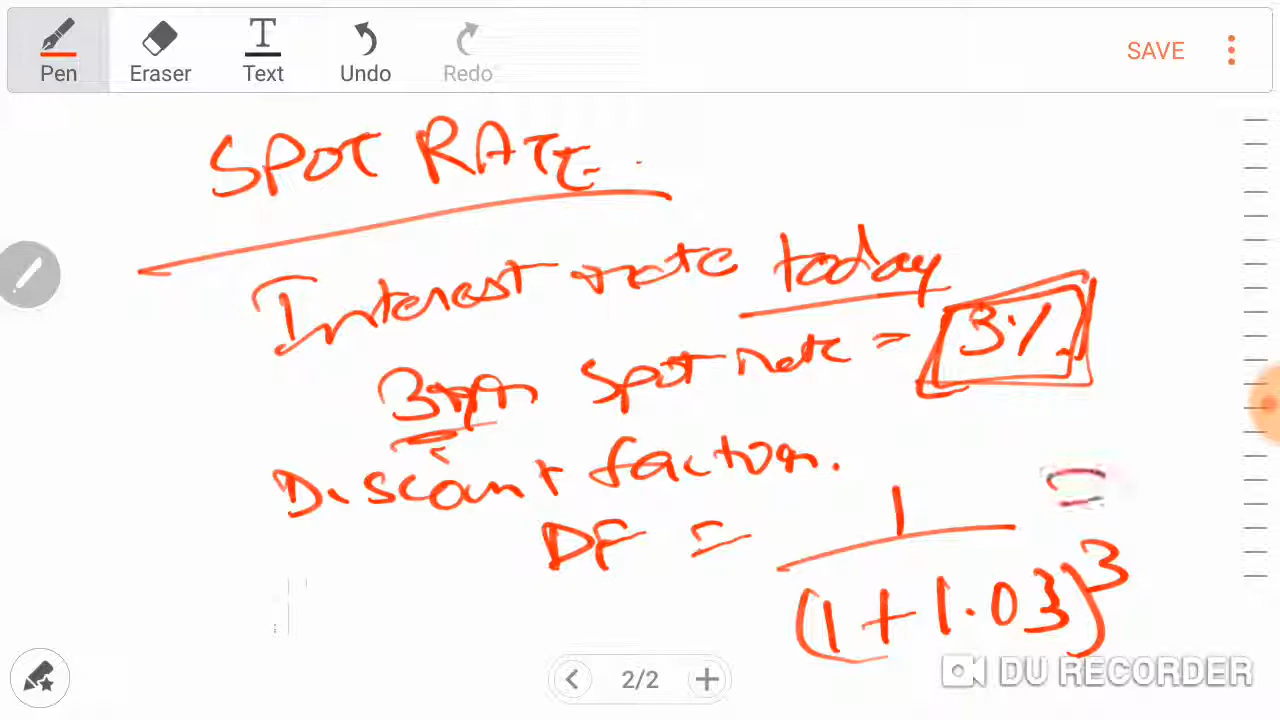 Pen Eraser Text Undo Redo SAVE
SPOT RATE.
Interest rate today
spot rate = 3%
Discount factor.
DF = 1
(1 + 1.03)^3
2/2
DU RECORDER